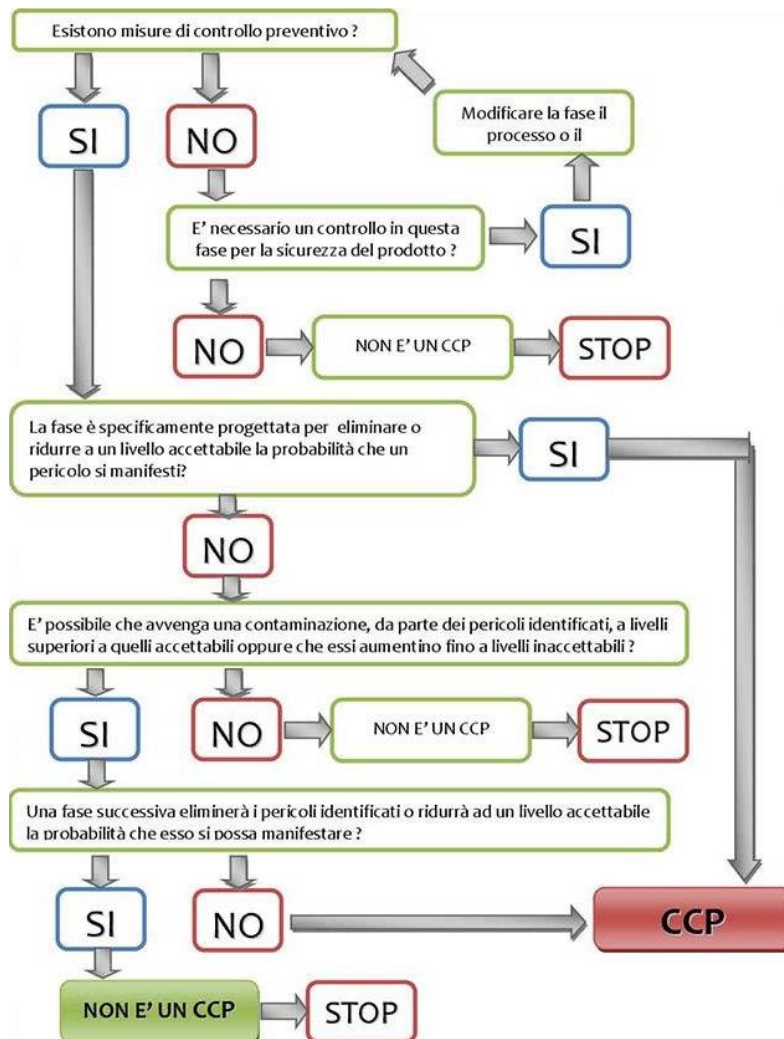 Esistono misure di controllo preventivo ?
SI
NO
Modificare la fase il
processo o il
E' necessario un controllo in questa
fase per la sicurezza del prodotto ?
SI
NO
NON E' UN CCP
STOP
La fase è specificamente progettata per eliminare o
ridurre a un livello accettabile la probabilità che un
pericolo si manifesti?
SI
NO
E' possibile che avvenga una contaminazione, da parte dei pericoli identificati, a livelli
superiori a quelli accettabili oppure che essi aumentino fino a livelli inaccettabili ?
SI
NO
NON E' UN CCP
STOP
Una fase successiva eliminerà i pericoli identificati o ridurrà ad un livello accettabile
la probabilità che esso si possa manifestare ?
SI
NO
CCP
NON E' UN CCP
STOP